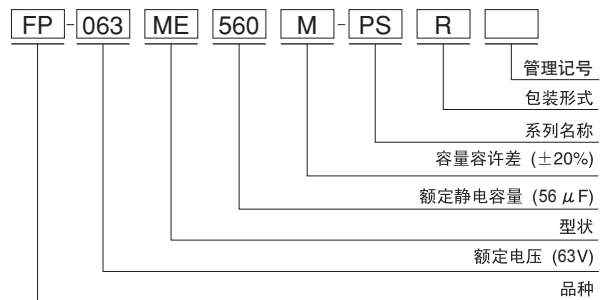 FP-063 ME 560 M-PS R
管理记号
包装形式
系列名称
容量容许差 (±20%)
额定静电容量 (56 μF)
型状
额定电压 (63V)
品种